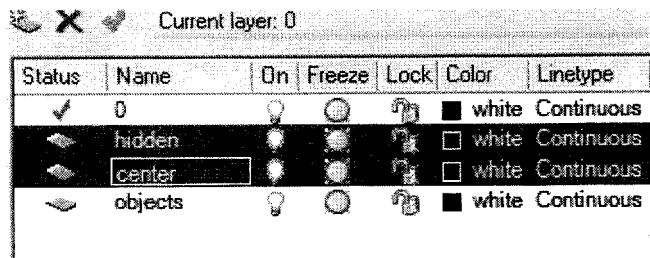 Current layer: 0
Status Name On Freeze Lock Color Linetype
0 white Continuous
hidden white Continuous
center white Continuous
objects white Continuous